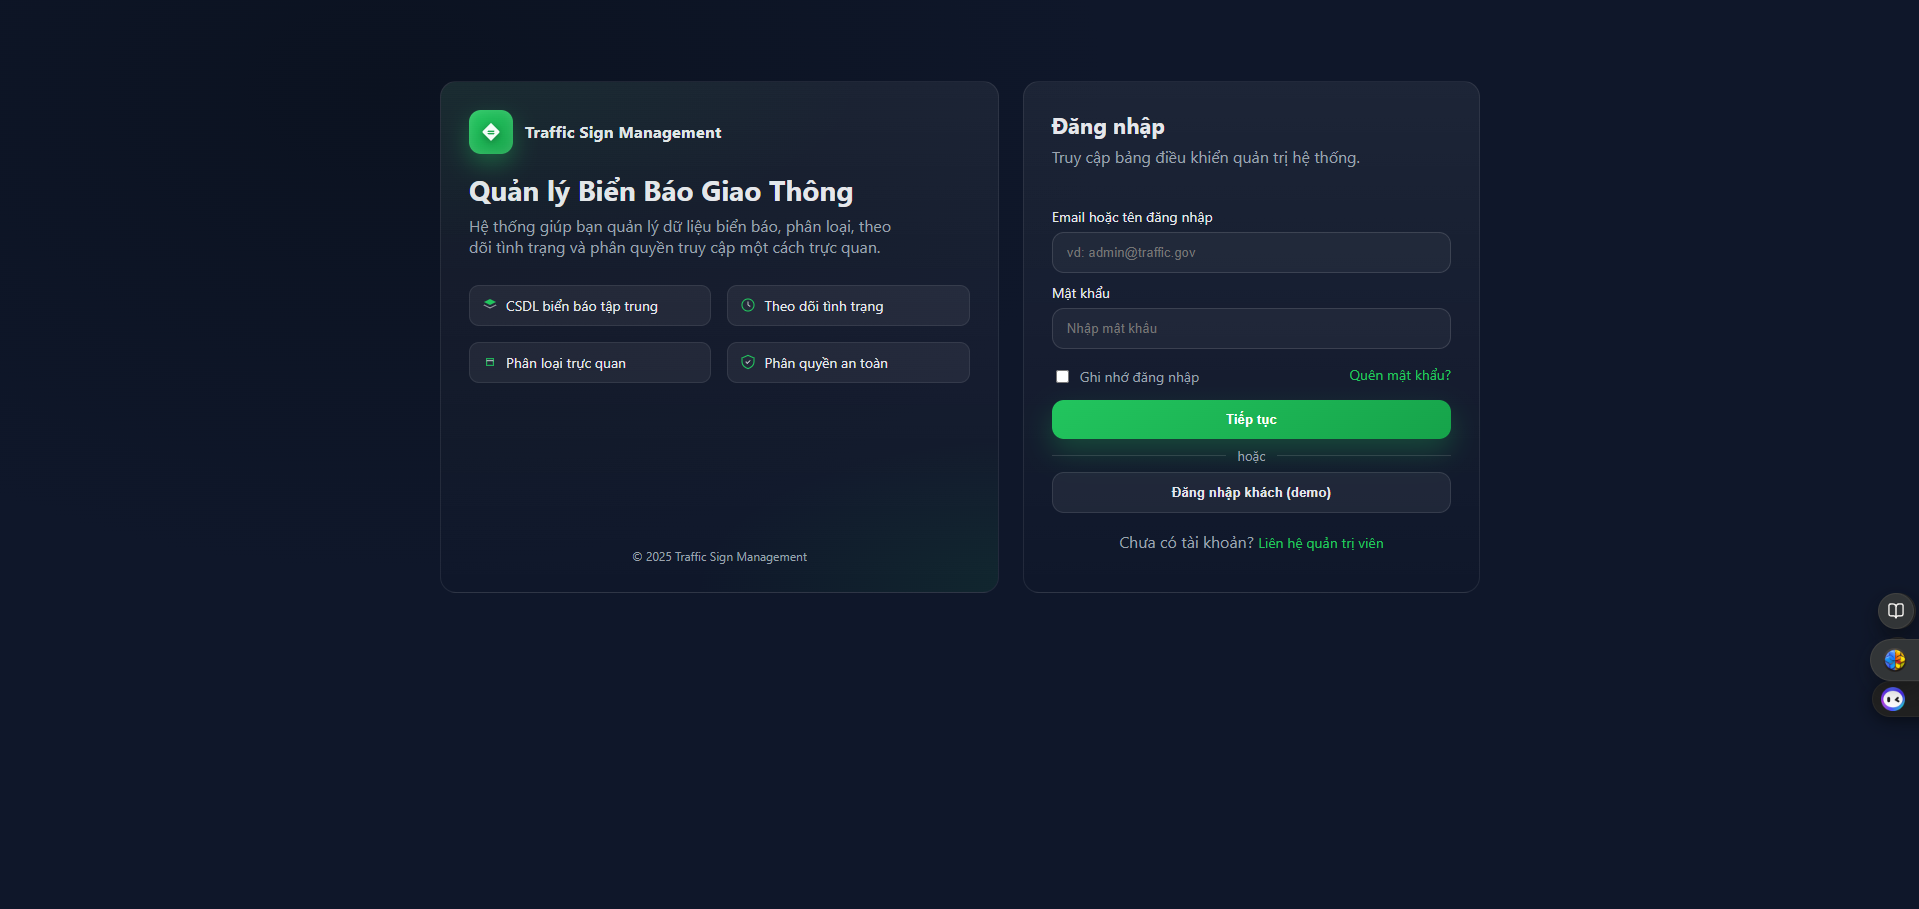 Traffic Sign Management
Quản lý Biển Báo Giao Thông
Hệ thống giúp bạn quản lý dữ liệu biển báo, phân loại, theo
dõi tình trạng và phân quyền truy cập một cách trực quan.
CSDL biển báo tập trung
Theo dõi tình trạng
Phân loại trực quan
Phân quyền an toàn
© 2025 Traffic Sign Management
Đăng nhập
Truy cập bảng điều khiển quản trị hệ thống.
Email hoặc tên đăng nhập
vd: admin@traffic.gov
Mật khẩu
Nhập mật khẩu
Ghi nhớ đăng nhập
Quên mật khẩu?
Tiếp tục
hoặc
Đăng nhập khách (demo)
Chưa có tài khoản? Liên hệ quản trị viên